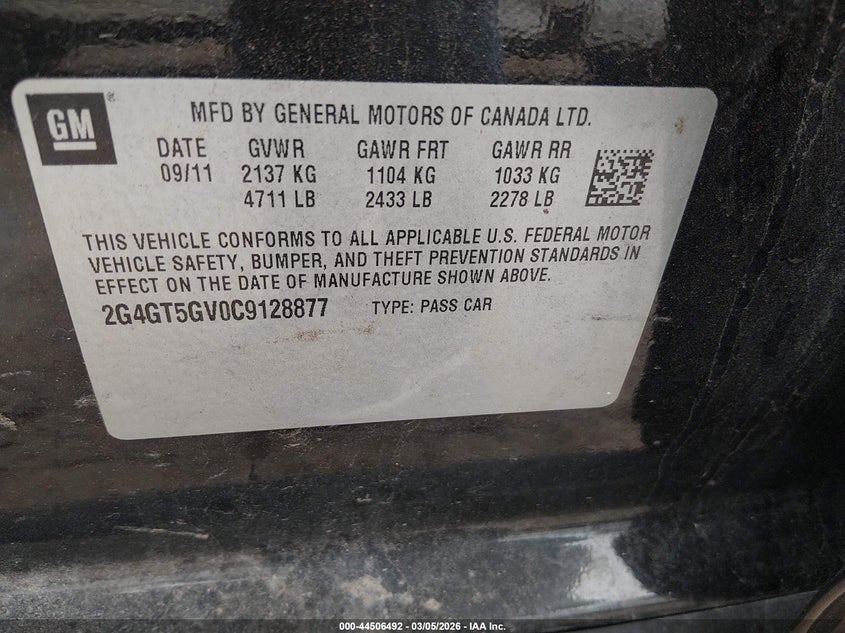 GM®
MFD BY GENERAL MOTORS OF CANADA LTD.
DATE GVWR GAWR FRT GAWR RR
09/11 2137 KG 1104 KG 1033 KG
4711 LB 2433 LB 2278 LB
THIS VEHICLE CONFORMS TO ALL APPLICABLE U.S. FEDERAL MOTOR
VEHICLE SAFETY, BUMPER, AND THEFT PREVENTION STANDARDS IN
EFFECT ON THE DATE OF MANUFACTURE SHOWN ABOVE.
2G4GT5GV0C9128877 TYPE: PASS CAR
000-44506492 - 03/05/2026 - IAA Inc.